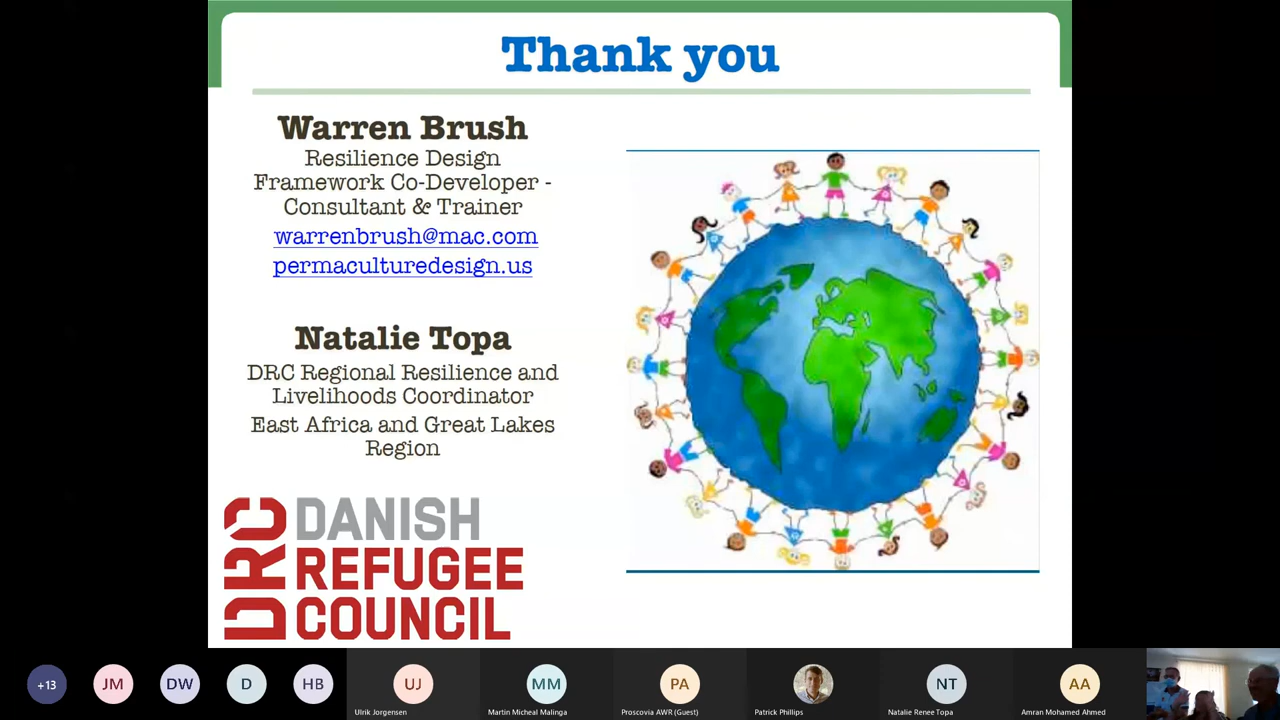 Thank you
Warren Brush
Resilience Design
Framework Co-Developer -
Consultant & Trainer
warrenbrush@mac.com
permaculturedesign.us
Natalie Topa
DRC Regional Resilience and
Livelihoods Coordinator
East Africa and Great Lakes
Region
DRC
DANISH
REFUGEE
COUNCIL
+13
JM
DW
D
HB
UJ
MM
PA
NT
AA
Ulrik Jorgensen
Martin Micheal Malinga
Proscovia AWR (Guest)
Patrick Phillips
Natalie Renee Topa
Amran Mohamed Ahmed